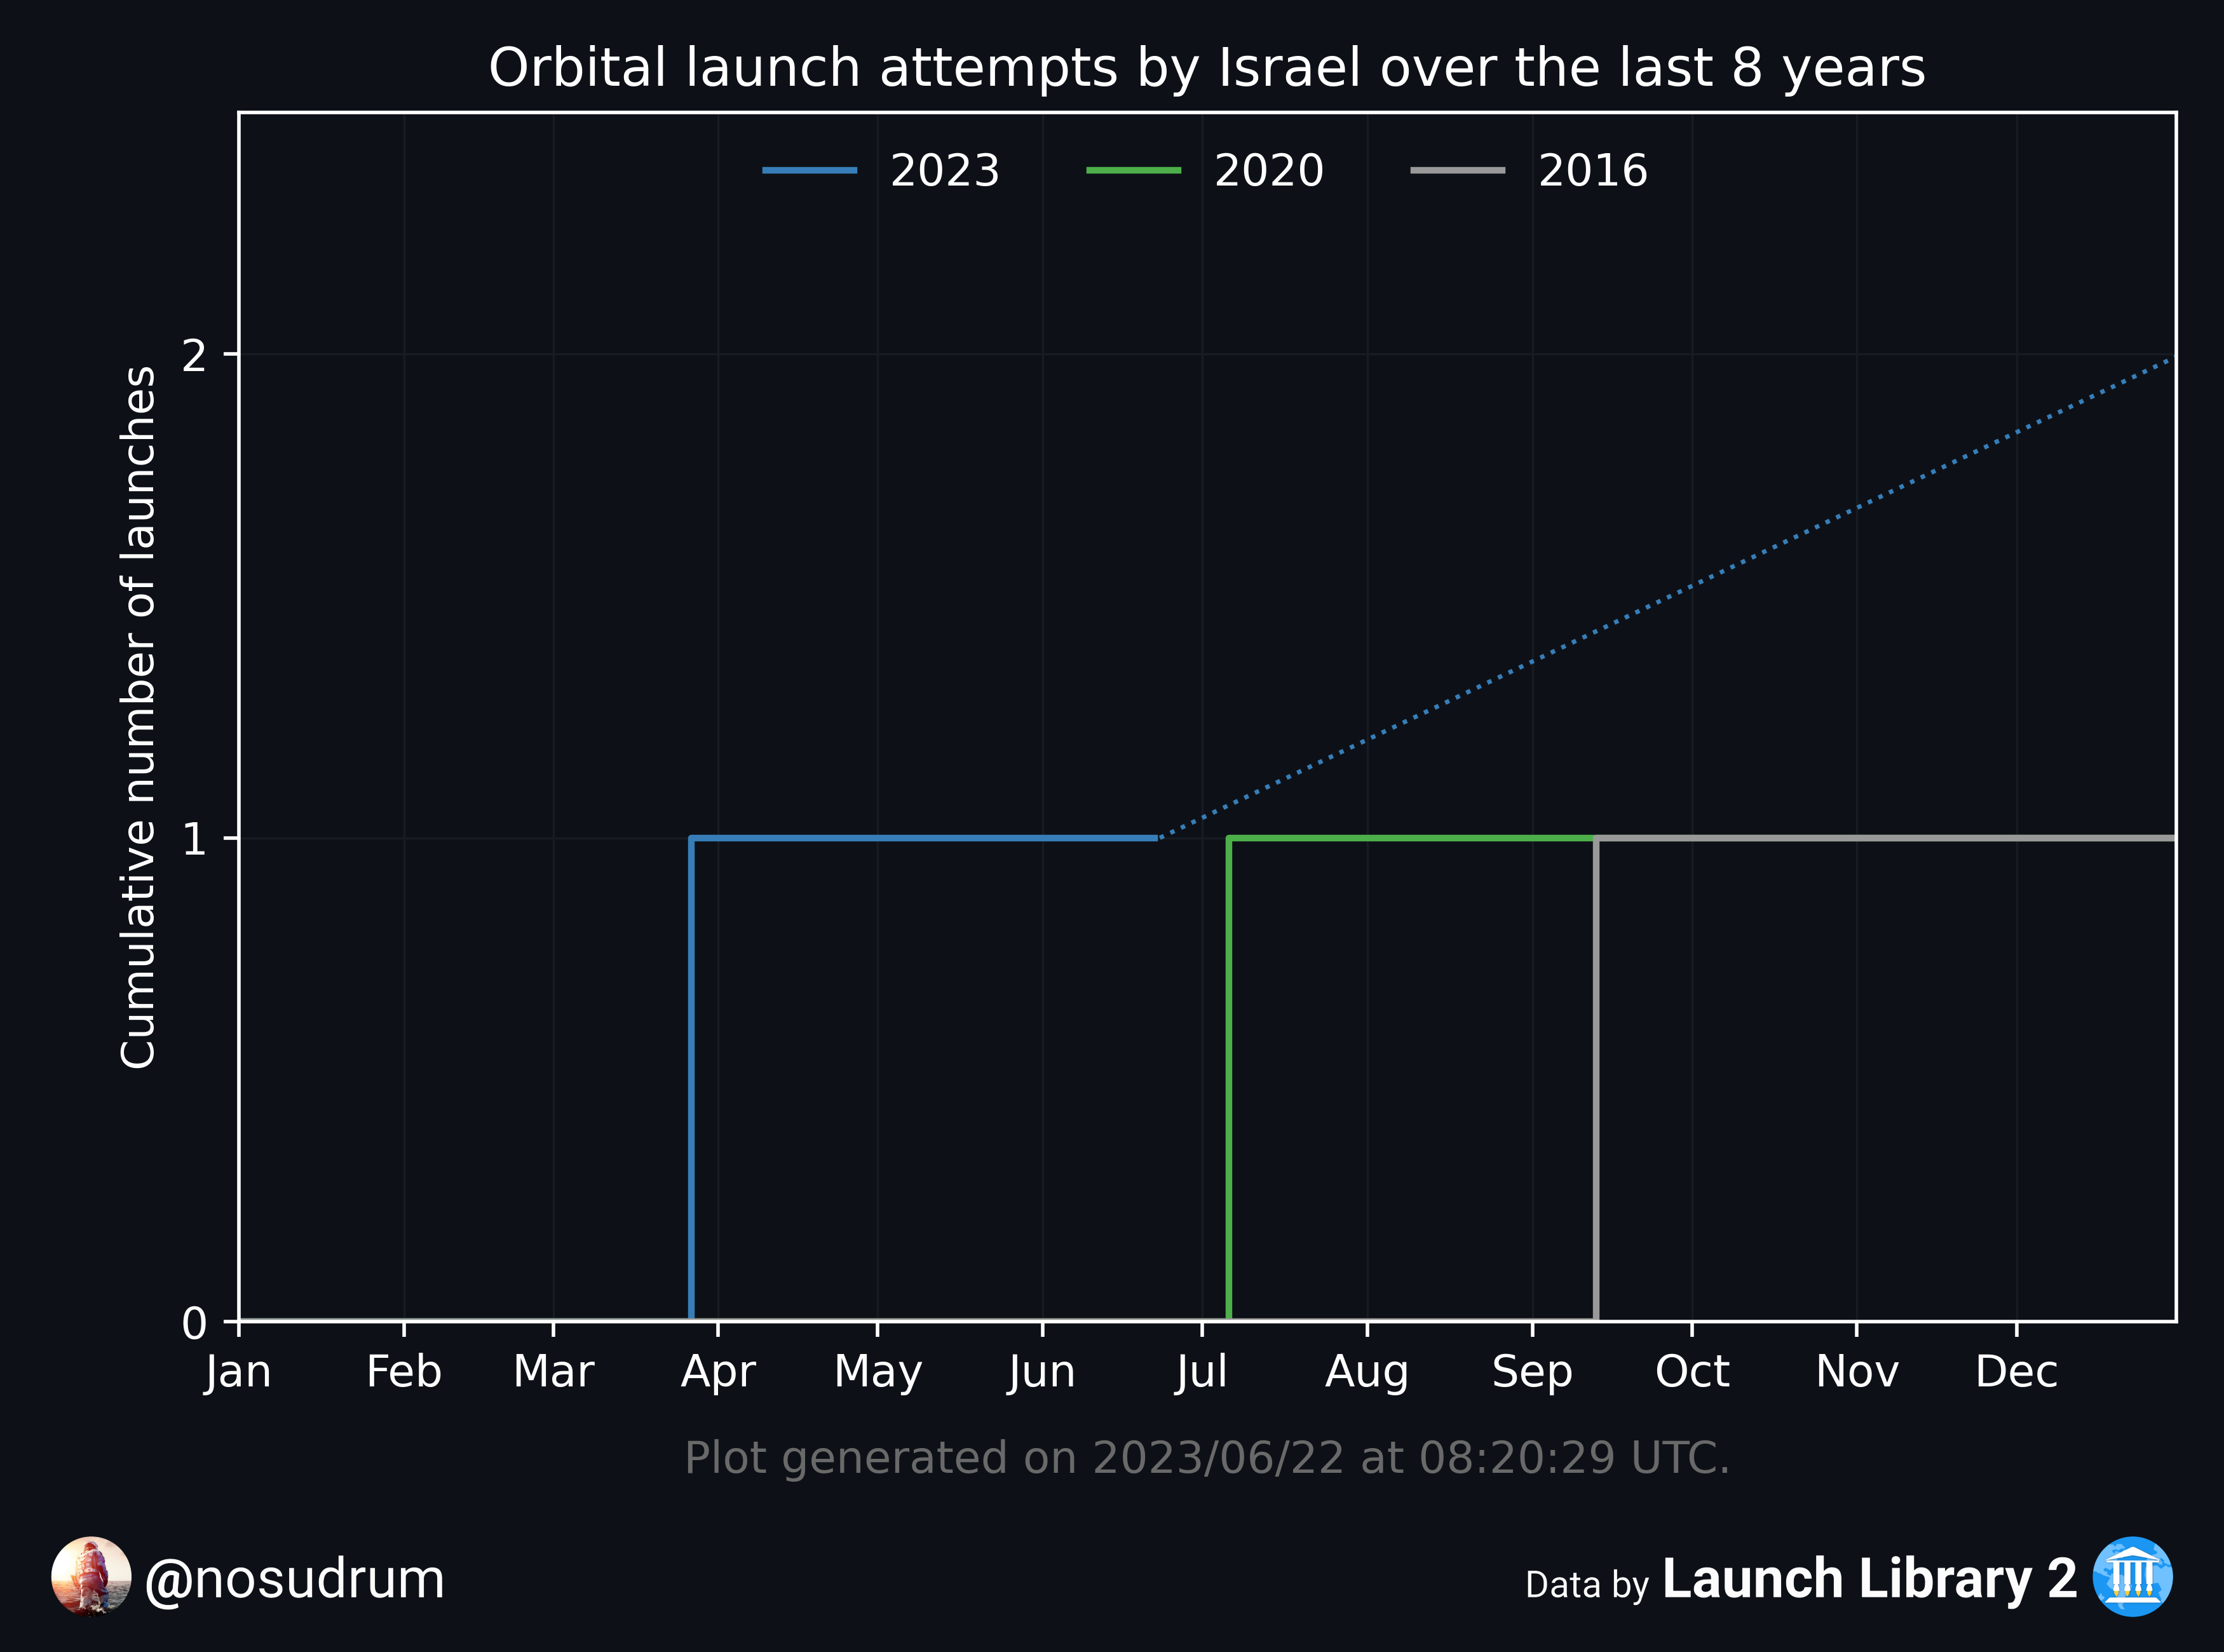 Orbital launch attempts by Israel over the last 8 years
2023 2020 2016
Cumulative number of launches
2
1
0
Jan Feb Mar Apr May Jun Jul Aug Sep Oct Nov Dec
Plot generated on 2023/06/22 at 08:20:29 UTC.
@nosudrum
Data by Launch Library 2